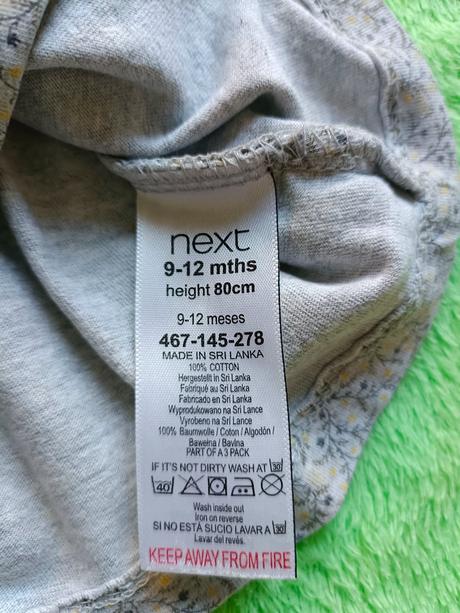 next
9-12 mths
height 80cm
9-12 meses
467-145-278
MADE IN SRI LANKA
100% COTTON
Hergestellt in Sri Lanka
Fabriqué au Sri Lanka
Fabricado en Sri Lanka
Wyprodukowano na Sri Lance
Vyrobeno na Srí Lance
100% Baumwolle / Coton / Algodón /
Bawełna / Bavlna
PART OF A 3 PACK
IF IT'S NOT DIRTY WASH AT 30
40
Wash inside out
Iron on reverse
SI NO ESTÁ SUCIO LAVAR A 30
Lavar del revés.
KEEP AWAY FROM FIRE